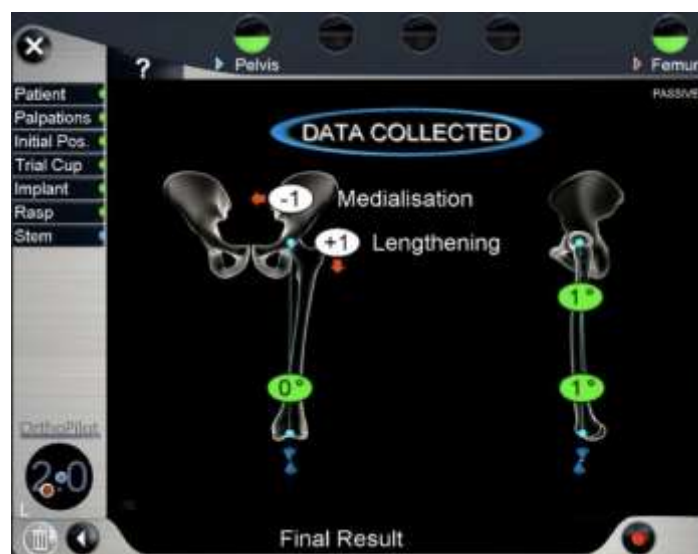 ?
Pelvis
Femur
PASSIVE
Patient
Palpations
Initial Pos.
Trial Cup
Implant
Rasp
Stem
DATA COLLECTED
-1 Medialisation
+1 Lengthening
1°
0°
1°
OrthoPilot
2.0
L
Final Result